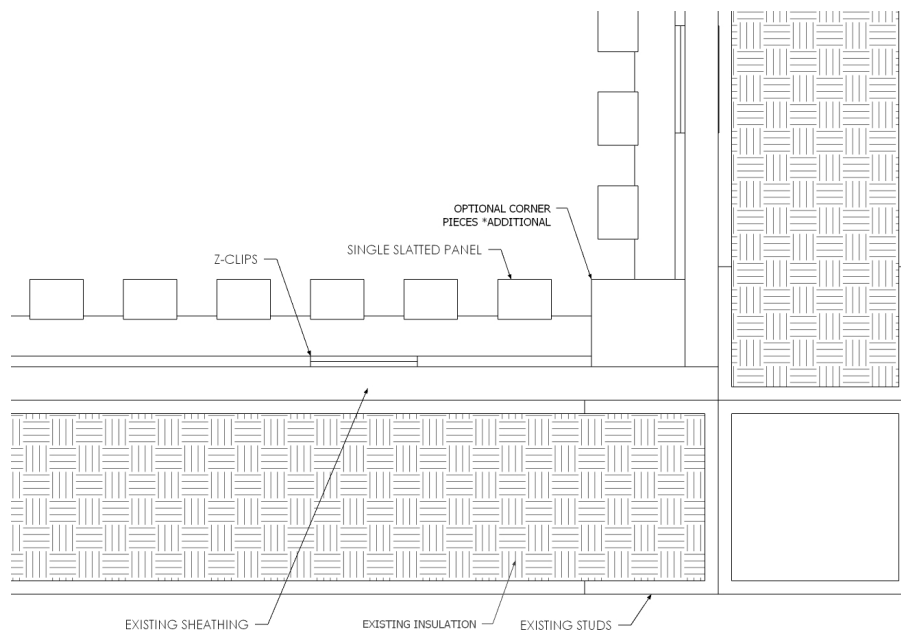 OPTIONAL CORNER
PIECES *ADDITIONAL
SINGLE SLATTED PANEL
Z-CLIPS
EXISTING SHEATHING
EXISTING INSULATION
EXISTING STUDS